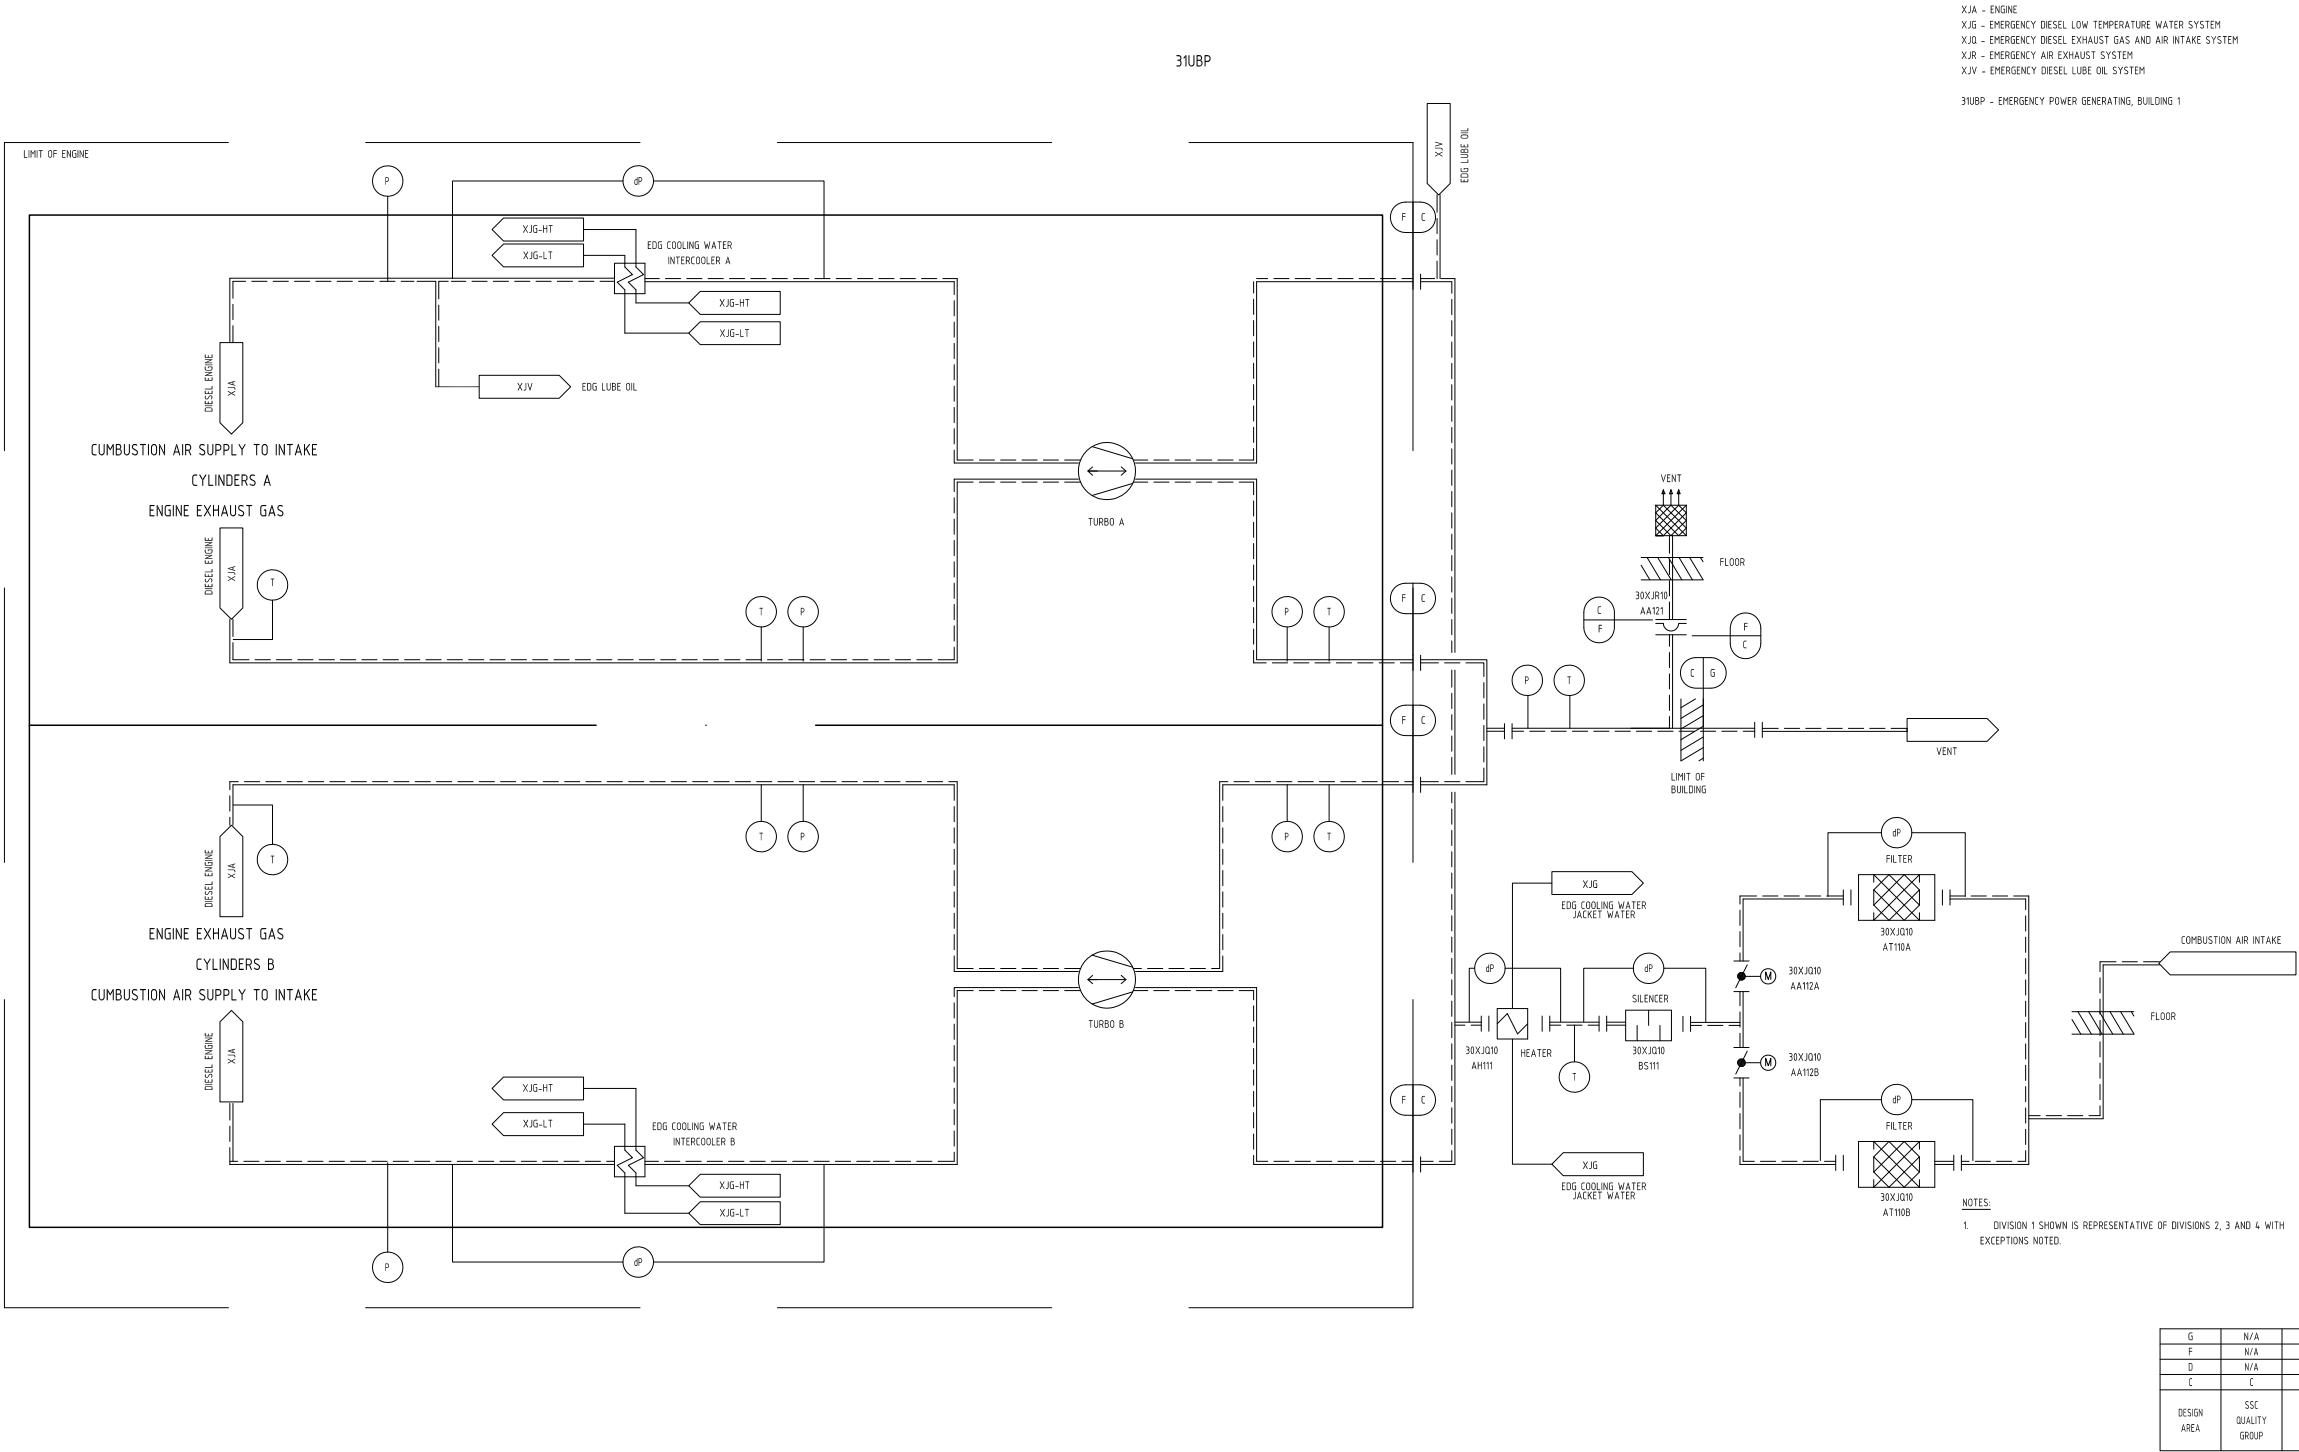 XJA - ENGINE
XJG - EMERGENCY DIESEL LOW TEMPERATURE WATER SYSTEM
XJQ - EMERGENCY DIESEL EXHAUST GAS AND AIR INTAKE SYSTEM
XJR - EMERGENCY AIR EXHAUST SYSTEM
XJV - EMERGENCY DIESEL LUBE OIL SYSTEM
31UBP - EMERGENCY POWER GENERATING, BUILDING 1
31UBP
LIMIT OF ENGINE
XJV
EDG LUBE OIL
P
dP
F C
XJG-HT
XJG-LT
EDG COOLING WATER
INTERCOOLER A
XJG-HT
XJG-LT
DIESEL ENGINE
XJA
XJV
EDG LUBE OIL
CUMBUSTION AIR SUPPLY TO INTAKE
CYLINDERS A
ENGINE EXHAUST GAS
TURBO A
DIESEL ENGINE
XJA
T
T
P
P
T
F C
VENT
FLOOR
30XJR10
AA121
C
F
F
C
C G
P
T
F C
VENT
LIMIT OF
BUILDING
T
P
P
T
DIESEL ENGINE
XJA
T
ENGINE EXHAUST GAS
CYLINDERS B
CUMBUSTION AIR SUPPLY TO INTAKE
TURBO B
DIESEL ENGINE
XJA
XJG-HT
XJG-LT
EDG COOLING WATER
INTERCOOLER B
XJG-HT
XJG-LT
F C
P
dP
XJG
EDG COOLING WATER
JACKET WATER
dP
30XJQ10
AH111
HEATER
T
dP
SILENCER
30XJQ10
BS111
XJG
EDG COOLING WATER
JACKET WATER
dP
FILTER
30XJQ10
AT110A
M
30XJQ10
AA112A
M
30XJQ10
AA112B
dP
FILTER
30XJQ10
AT110B
COMBUSTION AIR INTAKE
FLOOR
NOTES:
1. DIVISION 1 SHOWN IS REPRESENTATIVE OF DIVISIONS 2, 3 AND 4 WITH
EXCEPTIONS NOTED.
G N/A
F N/A
D N/A
C C
DESIGN
AREA
SSC
QUALITY
GROUP